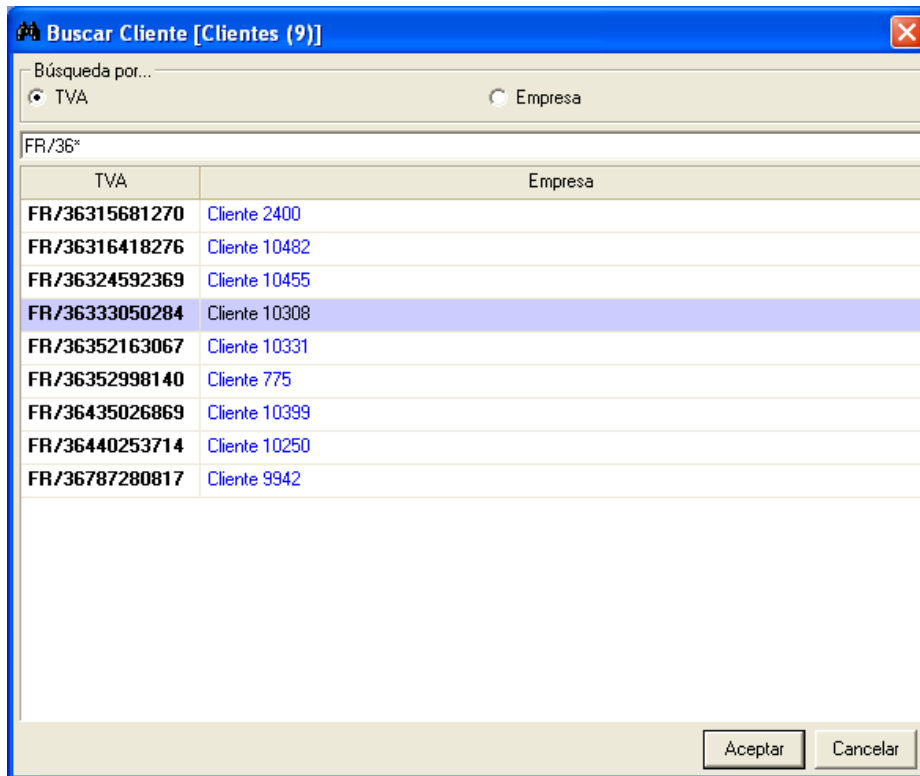 Buscar Cliente [Clientes (9)]
Búsqueda por...
TVA Empresa
FR/36*
TVA Empresa
FR/36315681270 Cliente 2400
FR/36316418276 Cliente 10482
FR/36324592369 Cliente 10455
FR/36333050284 Cliente 10308
FR/36352163067 Cliente 10331
FR/36352998140 Cliente 775
FR/36435026869 Cliente 10399
FR/36440253714 Cliente 10250
FR/36787280817 Cliente 9942
Aceptar Cancelar